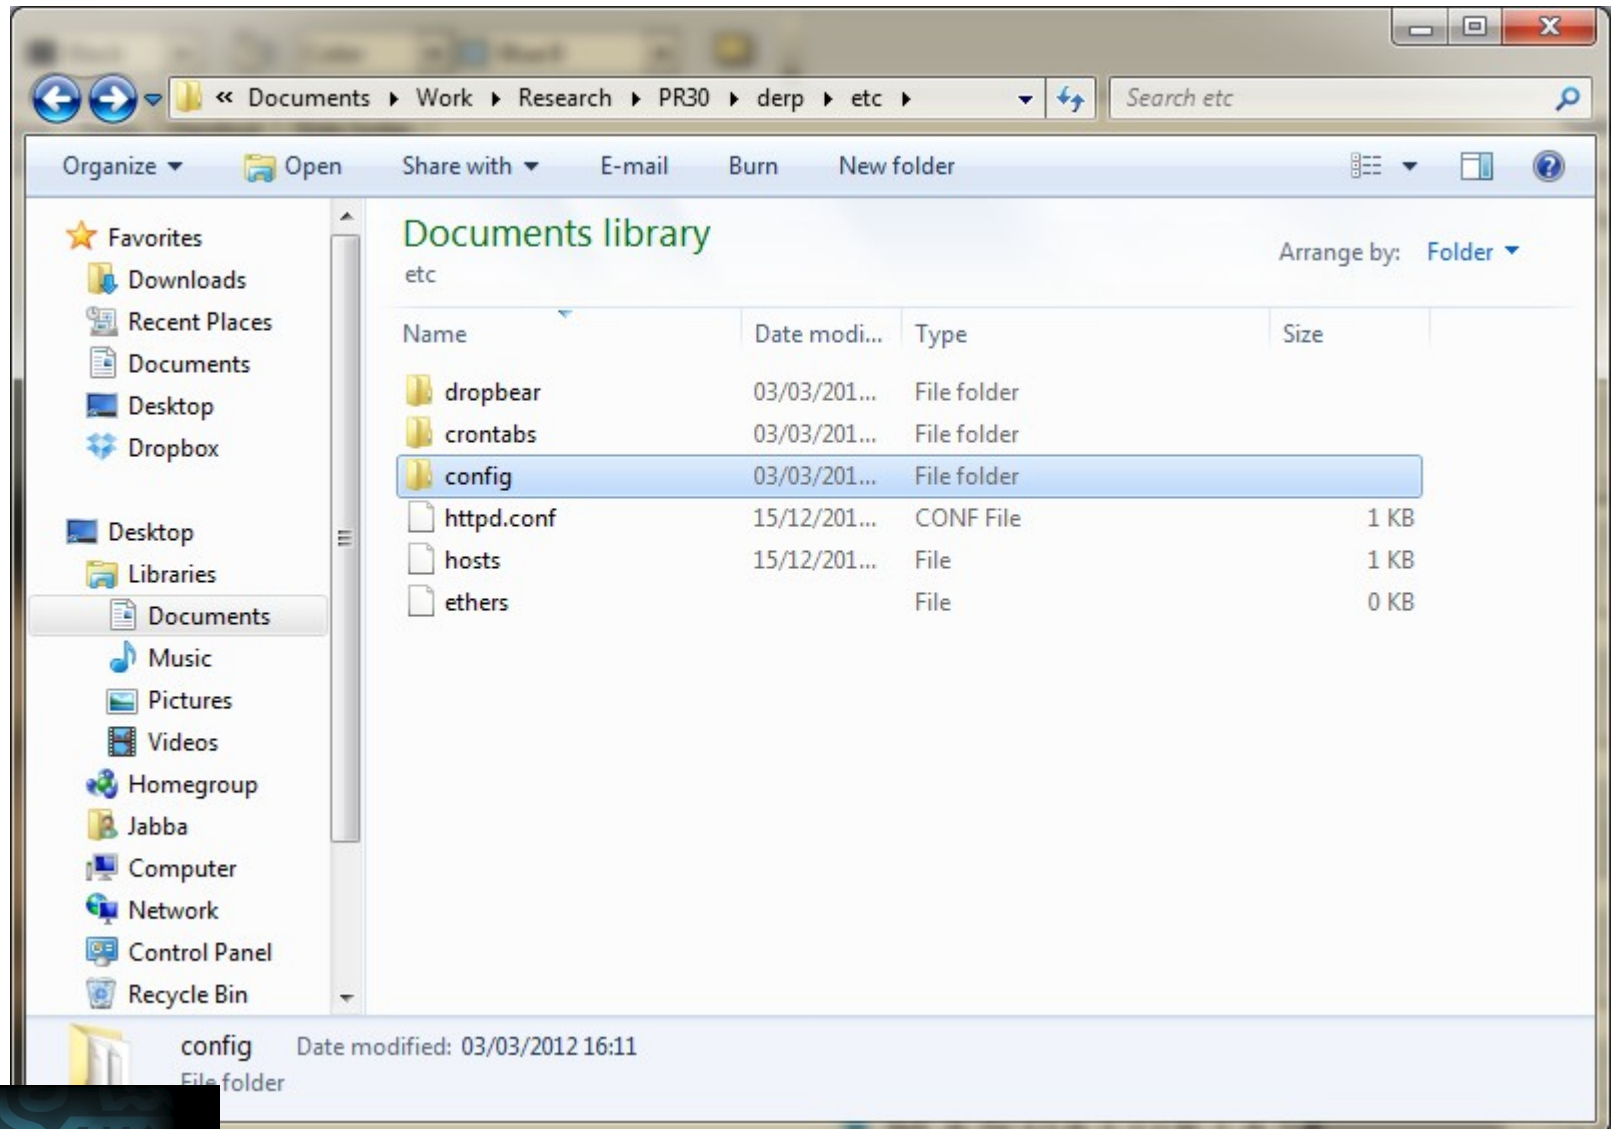 « Documents ▸ Work ▸ Research ▸ PR30 ▸ derp ▸ etc ▸
Search etc
Organize Open Share with E-mail Burn New folder
Favorites
Downloads
Recent Places
Documents
Desktop
Dropbox
Desktop
Libraries
Documents
Music
Pictures
Videos
Homegroup
Jabba
Computer
Network
Control Panel
Recycle Bin
Documents library
etc
Arrange by: Folder
Name Date modi... Type Size
dropbear 03/03/201... File folder
crontabs 03/03/201... File folder
config 03/03/201... File folder
httpd.conf 15/12/201... CONF File 1 KB
hosts 15/12/201... File 1 KB
ethers File 0 KB
config Date modified: 03/03/2012 16:11
File folder